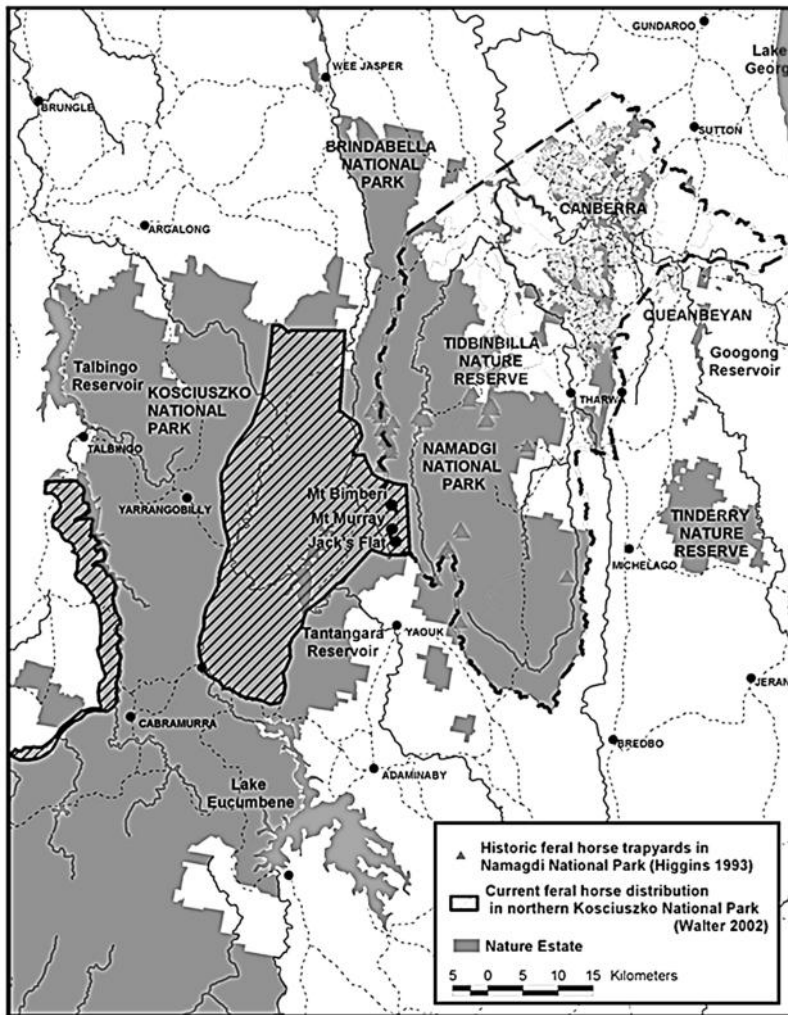 GUNDAROO
Lake
Georg
WEE JASPER
BRUNGLE
SUTTON
BRINDABELLA
NATIONAL
PARK
CANBERRA
ARGALONG
QUEANBEYAN
TIDBINBILLA
NATURE
RESERVE
Googong
Reservoir
Talbingo
Reservoir
KOSCIUSZKO
NATIONAL
PARK
THARWA
TALBINGO
NAMADGI
NATIONAL
PARK
YARRANGOBILLY
Mt Bimberi
Mt Murray
Jack's Flat
TINDERRY
NATURE
RESERVE
MICHELAGO
Tantangara
Reservoir
YAOUK
JERAN
CABRAMURRA
BREDBO
ADAMINABY
Lake
Eucumbene
Historic feral horse trapyards in
Namagdi National Park (Higgins 1993)
Current feral horse distribution
in northern Kosciuszko National Park
(Walter 2002)
Nature Estate
5 0 5 10 15 Kilometers